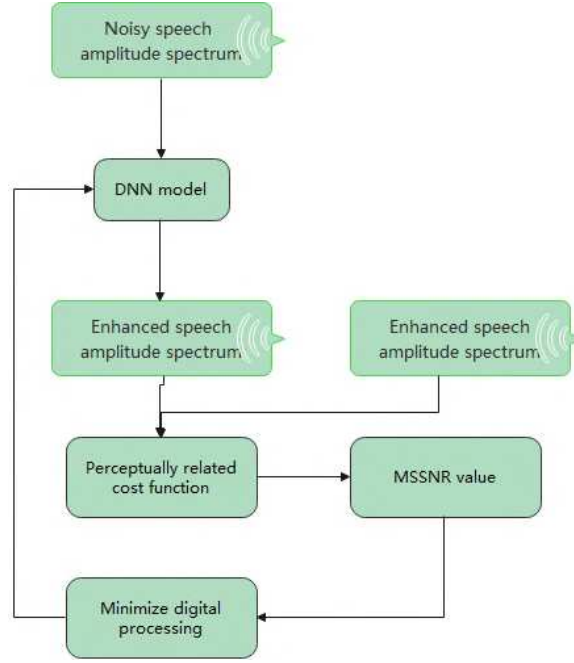 Noisy speech
amplitude spectrum
DNN model
Enhanced speech
amplitude spectrum
Enhanced speech
amplitude spectrum
Perceptually related
cost function
MSSNR value
Minimize digital
processing